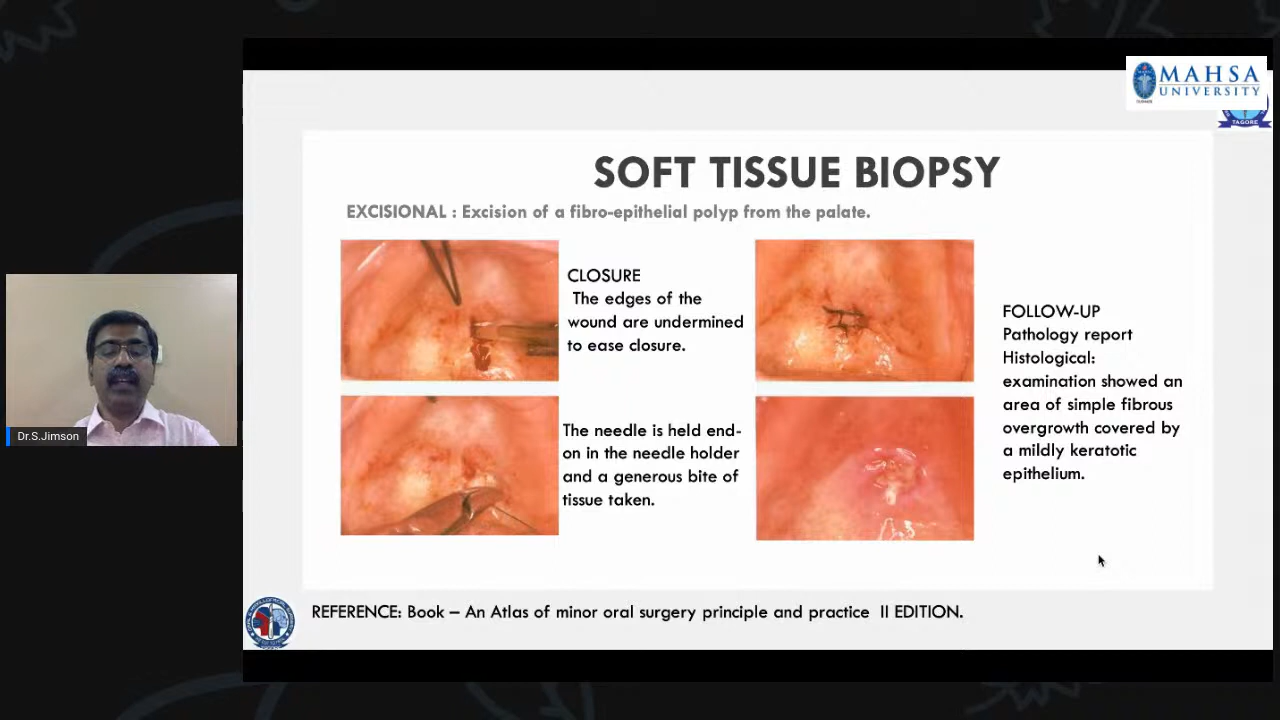 MAHSA
UNIVERSITY
TAGORE
SOFT TISSUE BIOPSY
EXCISIONAL : Excision of a fibro-epithelial polyp from the palate.
CLOSURE
The edges of the
wound are undermined
to ease closure.
The needle is held end-
on in the needle holder
and a generous bite of
tissue taken.
FOLLOW-UP
Pathology report
Histological:
examination showed an
area of simple fibrous
overgrowth covered by
a mildly keratotic
epithelium.
Dr.S.Jimson
REFERENCE: Book – An Atlas of minor oral surgery principle and practice II EDITION.